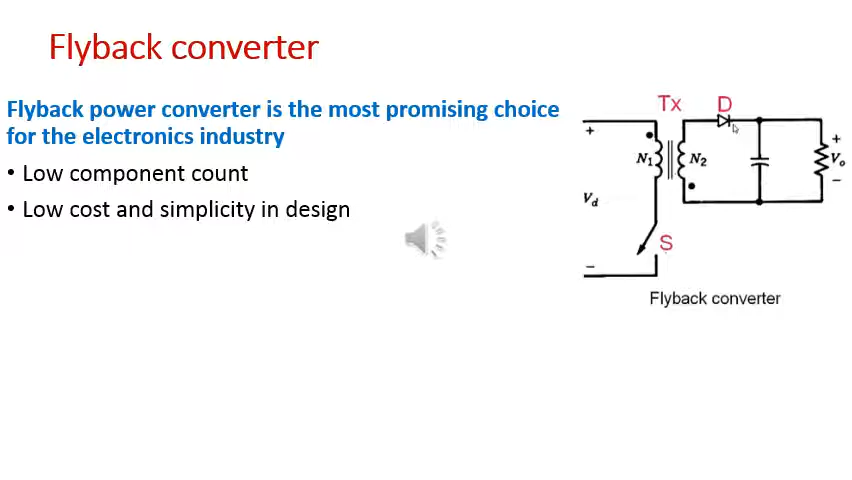 Flyback converter
Flyback power converter is the most promising choice
for the electronics industry
• Low component count
• Low cost and simplicity in design
Tx D
+
N1 N2
+
Vo
−
Vd
S
−
Flyback converter